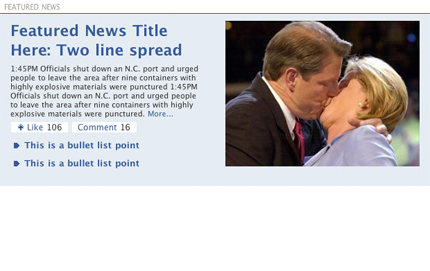 FEATURED NEWS
Featured News Title
Here: Two line spread
1:45PM Officials shut down an N.C. port and urged
people to leave the area after nine containers with
highly explosive materials were punctured 1:45PM
Officials shut down an N.C. port and urged people
to leave the area after nine containers with highly
explosive materials were punctured. More...
Like 106 Comment 16
This is a bullet list point
This is a bullet list point